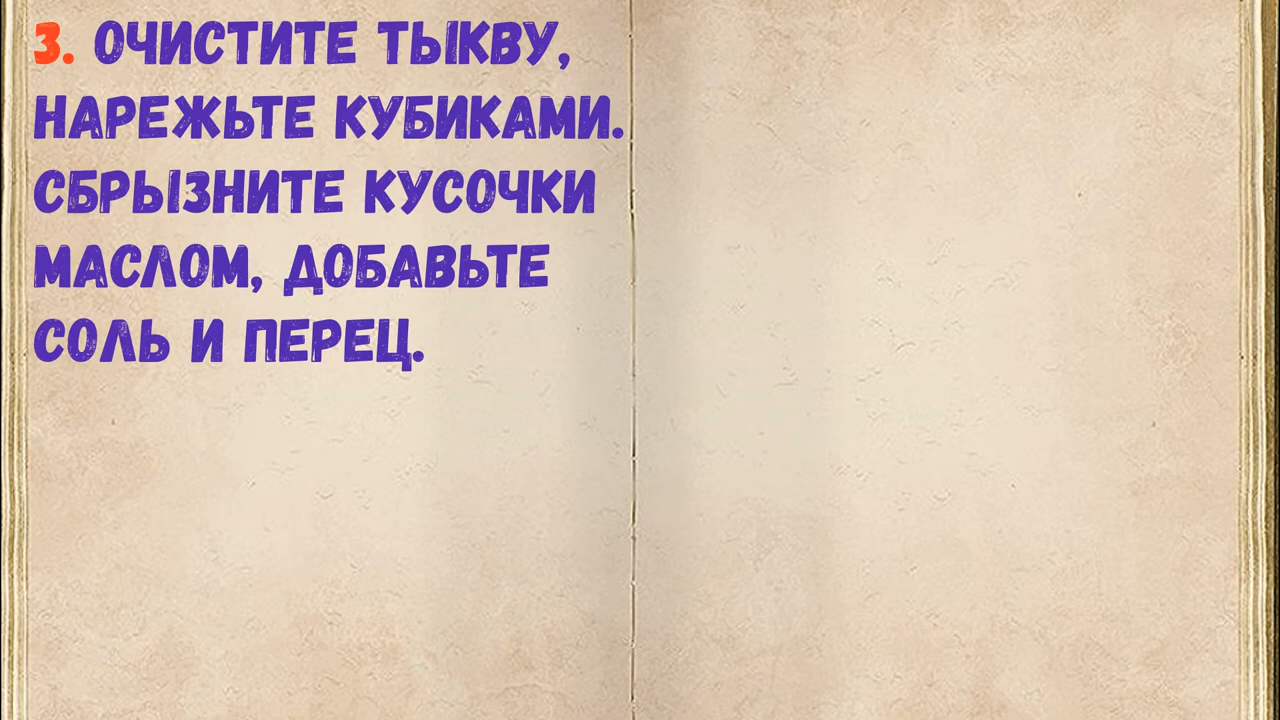 3. ОЧИСТИТЕ ТЫКВУ,
НАРЕЖЬТЕ КУБИКАМИ.
СБРЫЗНИТЕ КУСОЧКИ
МАСЛОМ, ДОБАВЬТЕ
СОЛЬ И ПЕРЕЦ.